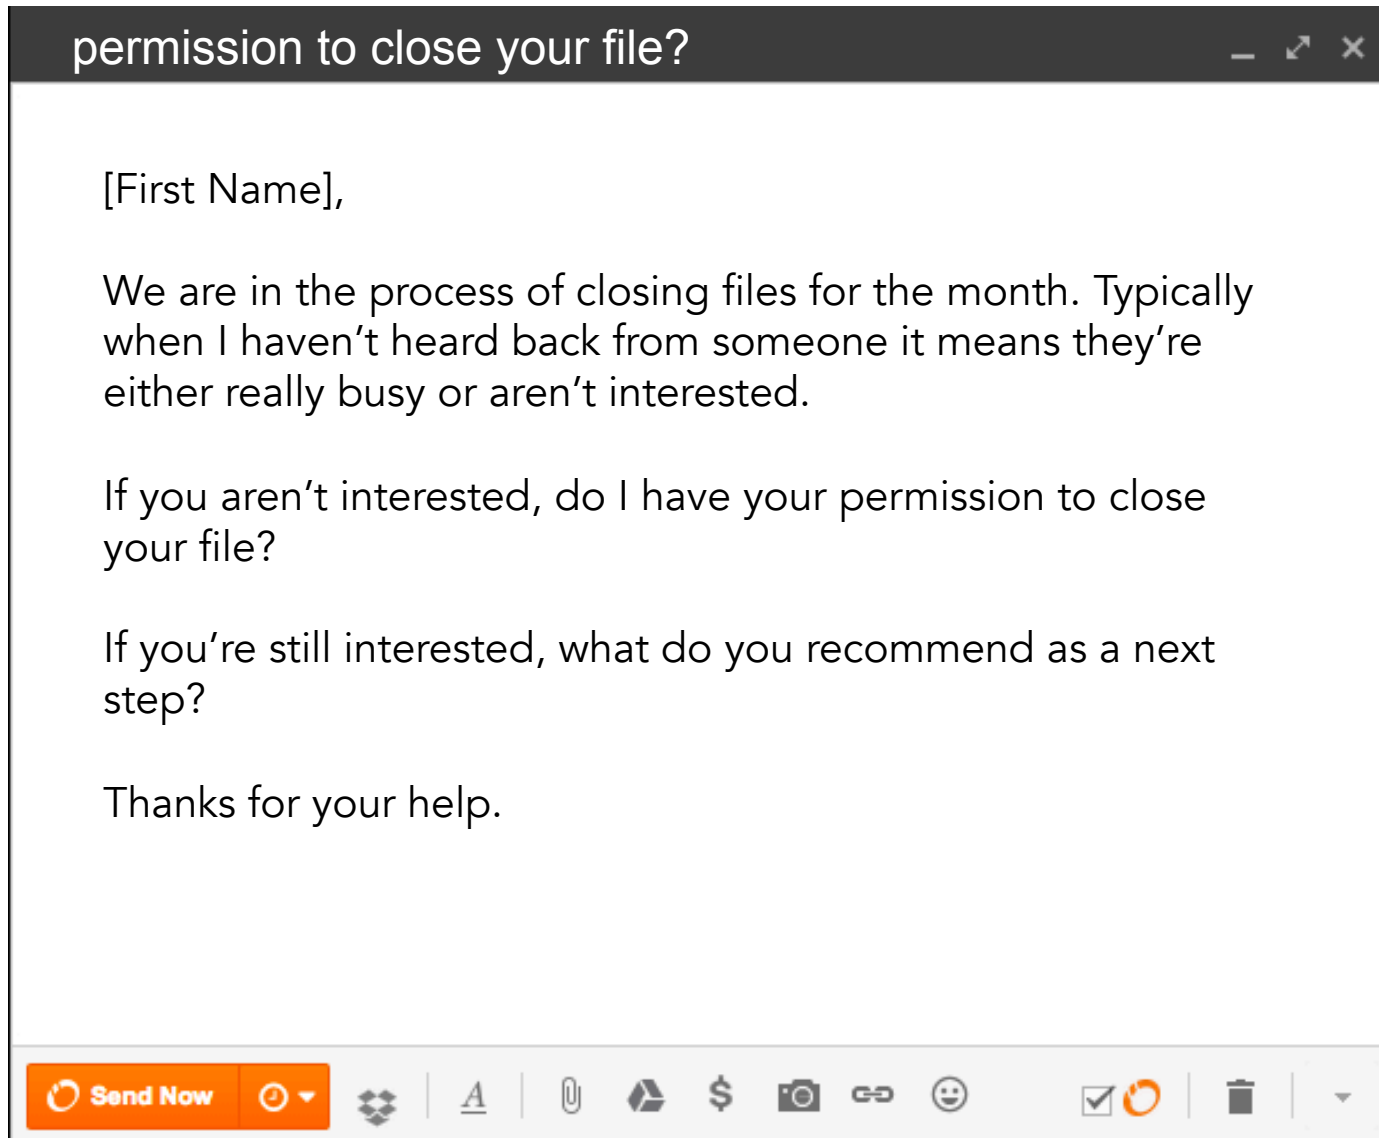 permission to close your file?
[First Name],
We are in the process of closing files for the month. Typically
when I haven’t heard back from someone it means they’re
either really busy or aren’t interested.
If you aren’t interested, do I have your permission to close
your file?
If you’re still interested, what do you recommend as a next
step?
Thanks for your help.
Send Now
A
$